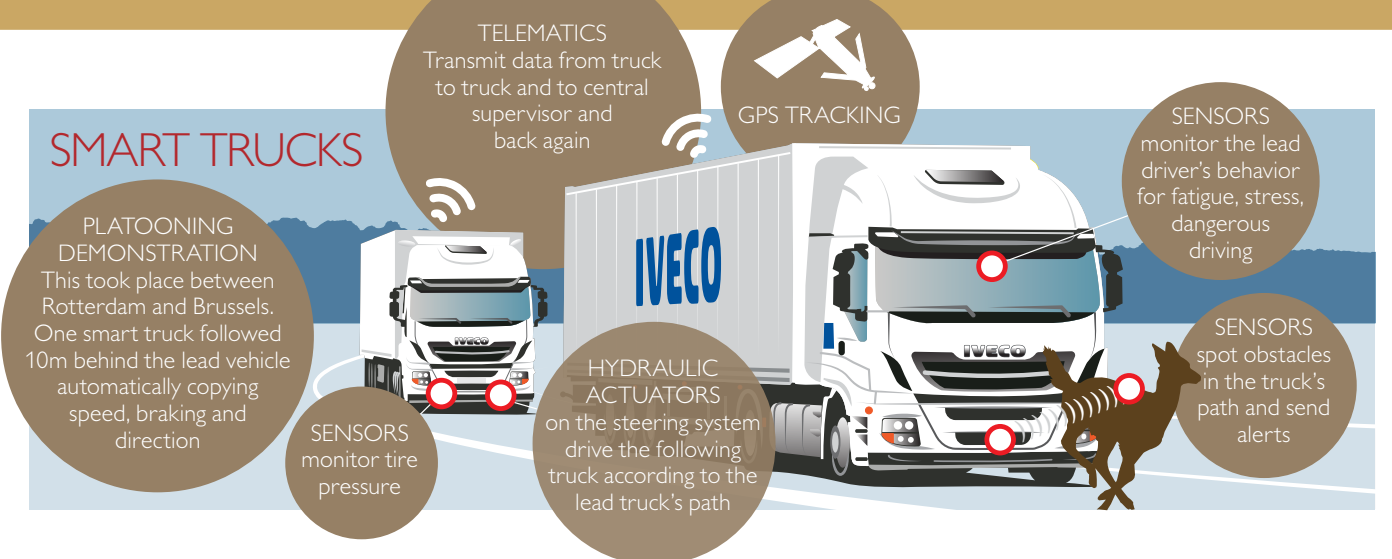 SMART TRUCKS
TELEMATICS
Transmit data from truck
to truck and to central
supervisor and
back again
GPS TRACKING
SENSORS
monitor the lead
driver's behavior
for fatigue, stress,
dangerous
driving
PLATOONING
DEMONSTRATION
This took place between
Rotterdam and Brussels.
One smart truck followed
10m behind the lead vehicle
automatically copying
speed, braking and
direction
IVECO
IVECO
IVECO
SENSORS
monitor tire
pressure
HYDRAULIC
ACTUATORS
on the steering system
drive the following
truck according to the
lead truck's path
SENSORS
spot obstacles
in the truck's
path and send
alerts